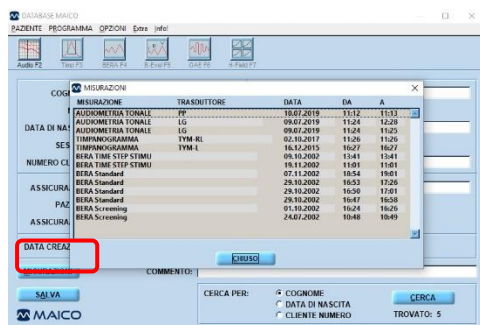 DATABASE MAICO
PAZIENTE PROGRAMMA OPZIONI Extra Info!
Audio F2 Timp F3 BERA F4 B-Eval F5 OAE F6 B-Field F7
MISURAZIONI
MISURAZIONE TRASDUTTORE DATA DA A
AUDIOMETRIA TONALE PP 10.07.2019 11:12 11:13
AUDIOMETRIA TONALE LG 09.07.2019 11:24 12:28
AUDIOMETRIA TONALE LG 09.07.2019 11:24 11:25
TIMPANOGRAMMA TYM-RL 02.10.2017 11:26 11:26
TIMPANOGRAMMA TYM-L 16.12.2015 16:27 16:27
BERA TIME STEP STIMU 09.10.2002 13:41 13:41
BERA TIME STEP STIMU 19.11.2002 11:01 11:01
BERA Standard 07.11.2002 18:54 19:01
BERA Standard 29.10.2002 16:53 17:26
BERA Standard 29.10.2002 16:50 17:01
BERA Standard 29.10.2002 16:47 16:58
BERA Screening 01.10.2002 16:24 16:26
BERA Screening 24.07.2002 10:48 10:49
CHIUSO
COG
DATA DI NAS
SES
NUMERO CL
ASSICURA
PAZ
ASSICURA
DATA CREAZ
MISURAZIONI COMMENTO:
SALVA
CERCA PER: COGNOME
DATA DI NASCITA
CLIENTE NUMERO
CERCA
TROVATO: 5
MAICO